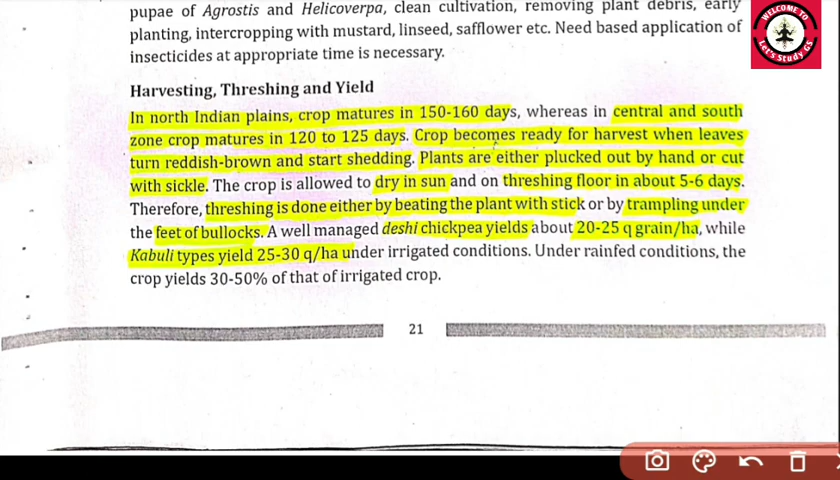 pupae of Agrostis and Helicoverpa, clean cultivation, removing plant debris, early
planting, intercropping with mustard, linseed, safflower etc. Need based application of
insecticides at appropriate time is necessary.
WELCOME TO
Let's Study GS
Harvesting, Threshing and Yield
In north Indian plains, crop matures in 150-160 days, whereas in central and south
zone crop matures in 120 to 125 days. Crop becomes ready for harvest when leaves
turn reddish-brown and start shedding. Plants are either plucked out by hand or cut
with sickle. The crop is allowed to dry in sun and on threshing floor in about 5-6 days.
Therefore, threshing is done either by beating the plant with stick or by trampling under
the feet of bullocks. A well managed deshi chickpea yields about 20-25 q grain/ha, while
Kabuli types yield 25-30 q/ha under irrigated conditions. Under rainfed conditions, the
crop yields 30-50% of that of irrigated crop.
21